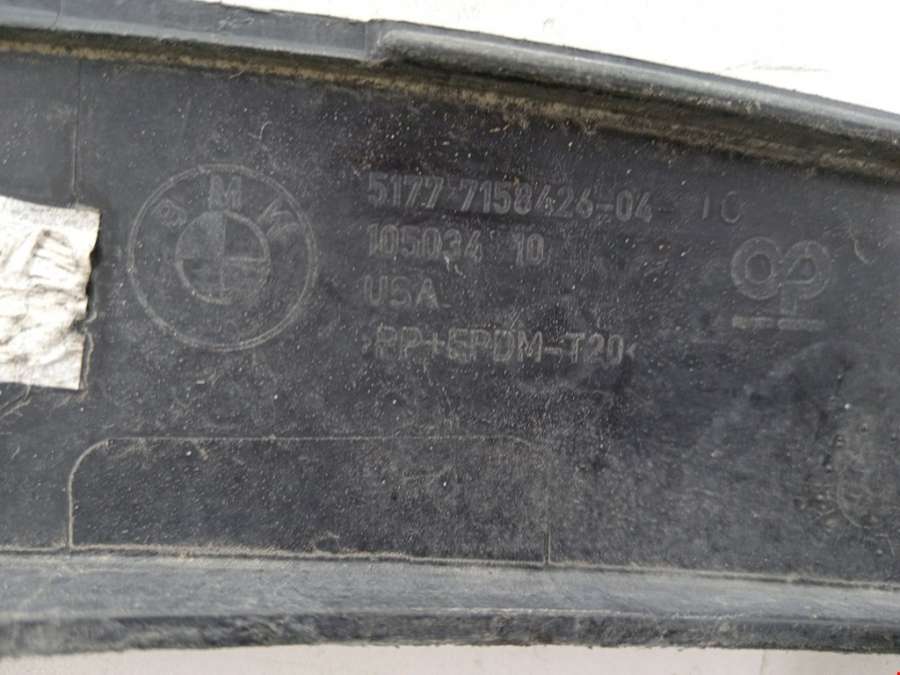 BMW
5177 7158426-04
105034 10
USA
>PP+EPDM-T20<